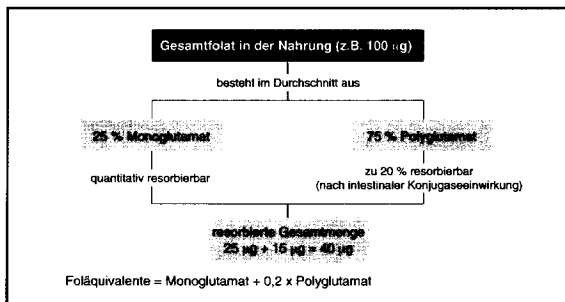 Gesamtfolat in der Nahrung (z.B. 100 µg)
besteht im Durchschnitt aus
25 % Monoglutamat
75 % Polyglutamat
quantitativ resorbierbar
zu 20 % resorbierbar
(nach intestinaler Konjugaseeinwirkung)
resorbierte Gesamtmenge
25 µg + 15 µg = 40 µg
Foläquivalente = Monoglutamat + 0,2 x Polyglutamat